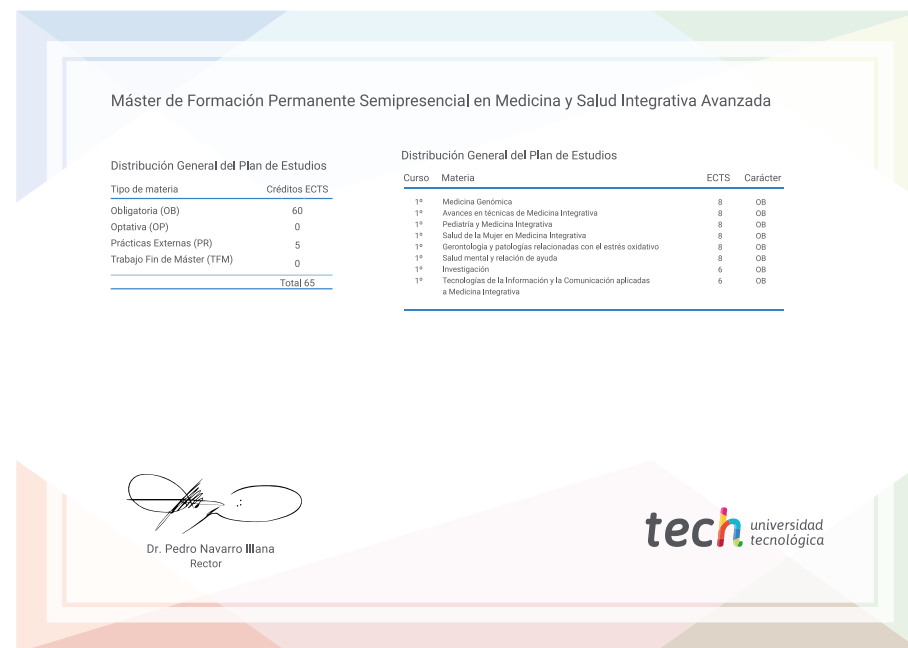 Máster de Formación Permanente Semipresencial en Medicina y Salud Integrativa Avanzada
Distribución General del Plan de Estudios
Tipo de materia Créditos ECTS
Obligatoria (OB) 60
Optativa (OP) 0
Prácticas Externas (PR) 5
Trabajo Fin de Máster (TFM) 0
Total 65
Distribución General del Plan de Estudios
Curso Materia ECTS Carácter
1º Medicina Genómica 8 OB
1º Avances en técnicas de Medicina Integrativa 8 OB
1º Pediatría y Medicina Integrativa 8 OB
1º Salud de la Mujer en Medicina Integrativa 8 OB
1º Gerontología y patologías relacionadas con el estrés oxidativo 8 OB
1º Salud mental y relación de ayuda 8 OB
1º Investigación 6 OB
1º Tecnologías de la Información y la Comunicación aplicadas 6 OB
a Medicina Integrativa
Dr. Pedro Navarro Illana
Rector
tech universidad
tecnológica